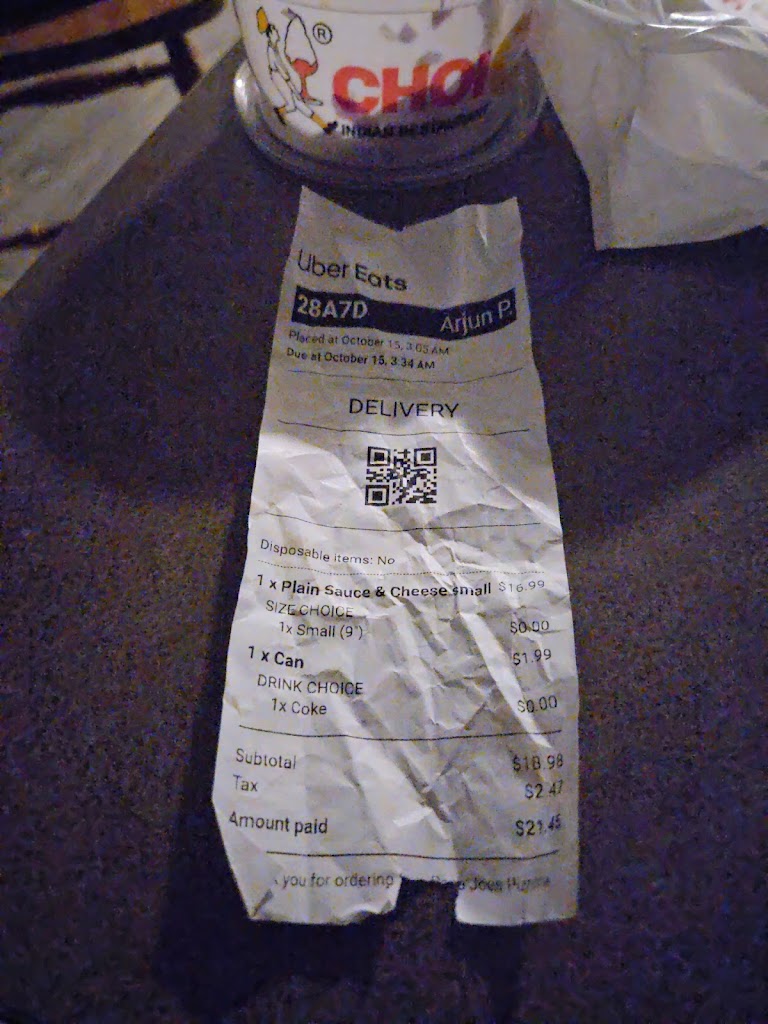 ®
CHO
INDIAN RESTAURANT
Uber Eats
28A7D Arjun P.
Placed at October 15, 3:05 AM
Due at October 15, 3:34 AM
DELIVERY
Disposable items: No
1 x Plain Sauce & Cheese small $16.99
SIZE CHOICE
1x Small (9") $0.00
1 x Can $1.99
DRINK CHOICE
1x Coke $0.00
Subtotal $18.98
Tax $2.47
Amount paid $21.45
you for ordering Joes